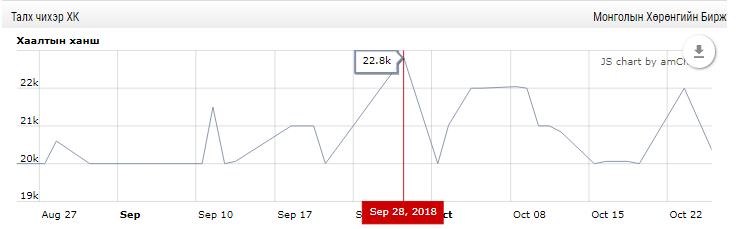 Талх чихэр ХК
Монголын Хөрөнгийн Бирж
Хаалтын ханш
22.8k
JS chart by amCh
22k
21k
20k
19k
Aug 27
Sep
Sep 10
Sep 17
Sep 28, 2018
Oct 08
Oct 15
Oct 22